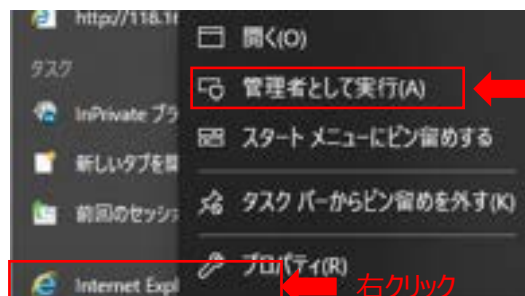 http://118.1
開く(O)
タスク
管理者として実行(A)
InPrivate ブラ
スタート メニューにピン留めする
新しいタブを開
前回のセッショ
タスク バーからピン留めを外す(K)
プロパティ(R)
Internet Expl
右クリック